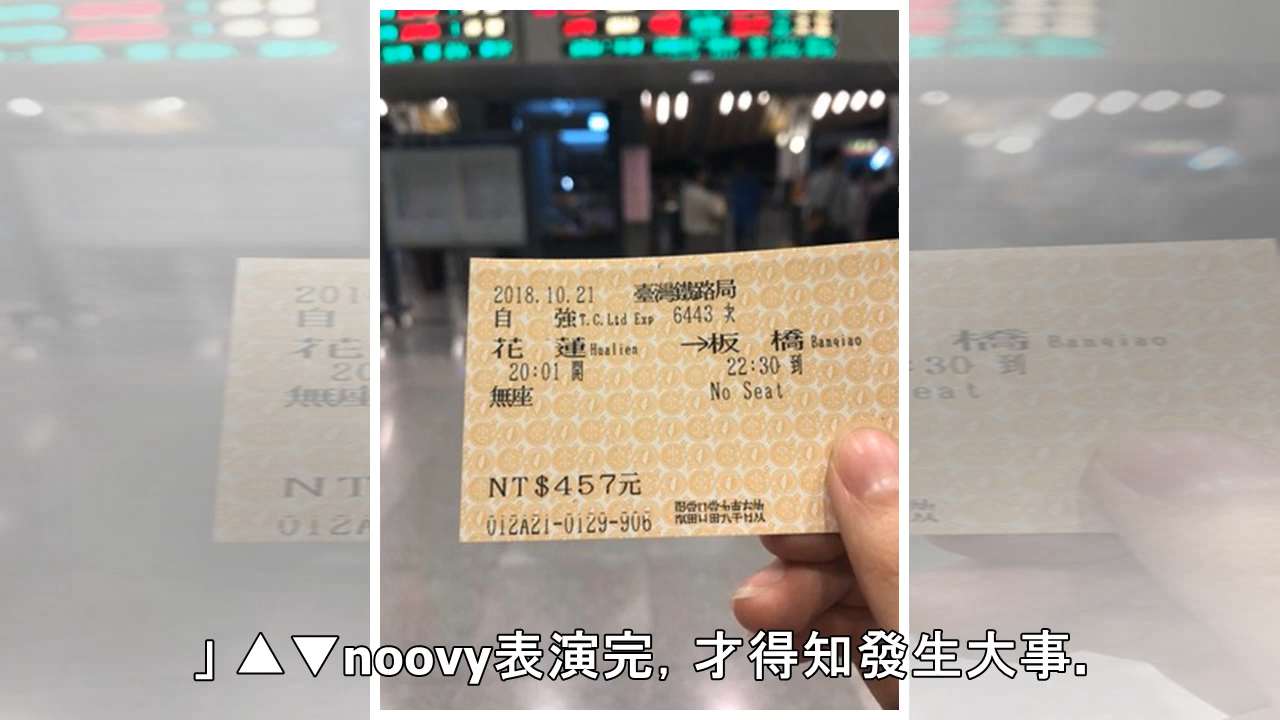 2018.10.21 臺灣鐵路局
自 強 T.C.Ltd Exp 6443 次
花 蓮 Hualien →板 橋 Banqiao
20:01 開 22:30 到
無座 No Seat
NT$457元
012A21-0129-906
」▲▼noovy表演完, 才得知發生大事.